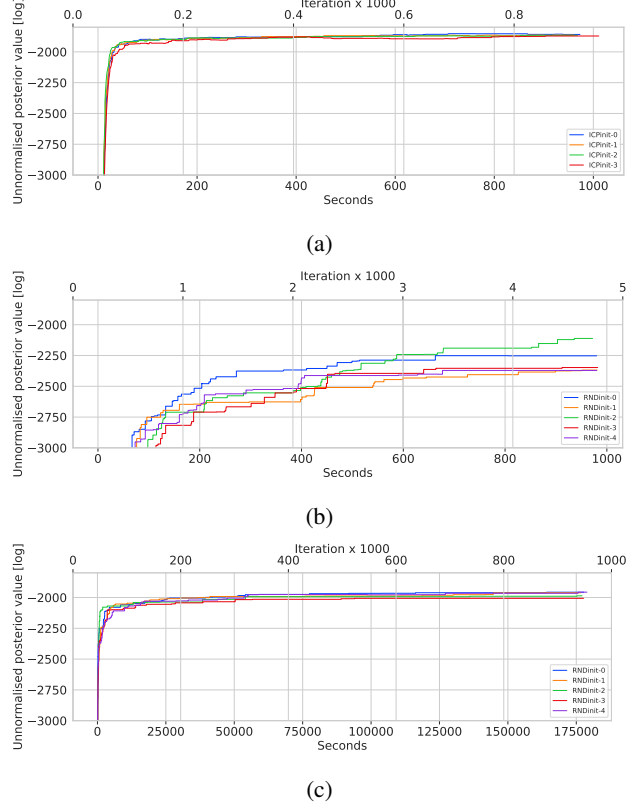 Iteration x 1000
0.0 0.2 0.4 0.6 0.8
Unnormalised posterior value [log]
−2000
−2250
−2500
−2750
−3000
ICPinit-0
ICPinit-1
ICPinit-2
ICPinit-3
0 200 400 600 800 1000
Seconds
(a)
Iteration x 1000
0 1 2 3 4 5
Unnormalised posterior value [log]
−2000
−2250
−2500
−2750
−3000
RNDinit-0
RNDinit-1
RNDinit-2
RNDinit-3
RNDinit-4
0 200 400 600 800 1000
Seconds
(b)
Iteration x 1000
0 200 400 600 800 1000
Unnormalised posterior value [log]
−2000
−2250
−2500
−2750
−3000
RNDinit-0
RNDinit-1
RNDinit-2
RNDinit-3
RNDinit-4
0 25000 50000 75000 100000 125000 150000 175000
Seconds
(c)